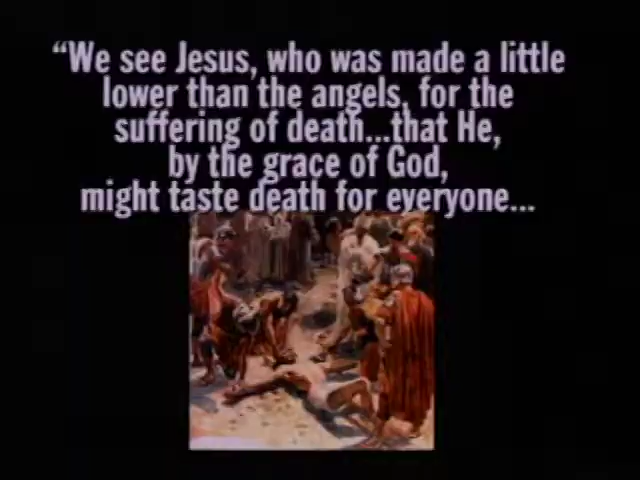 “We see Jesus, who was made a little
lower than the angels, for the
suffering of death...that He,
by the grace of God,
might taste death for everyone...